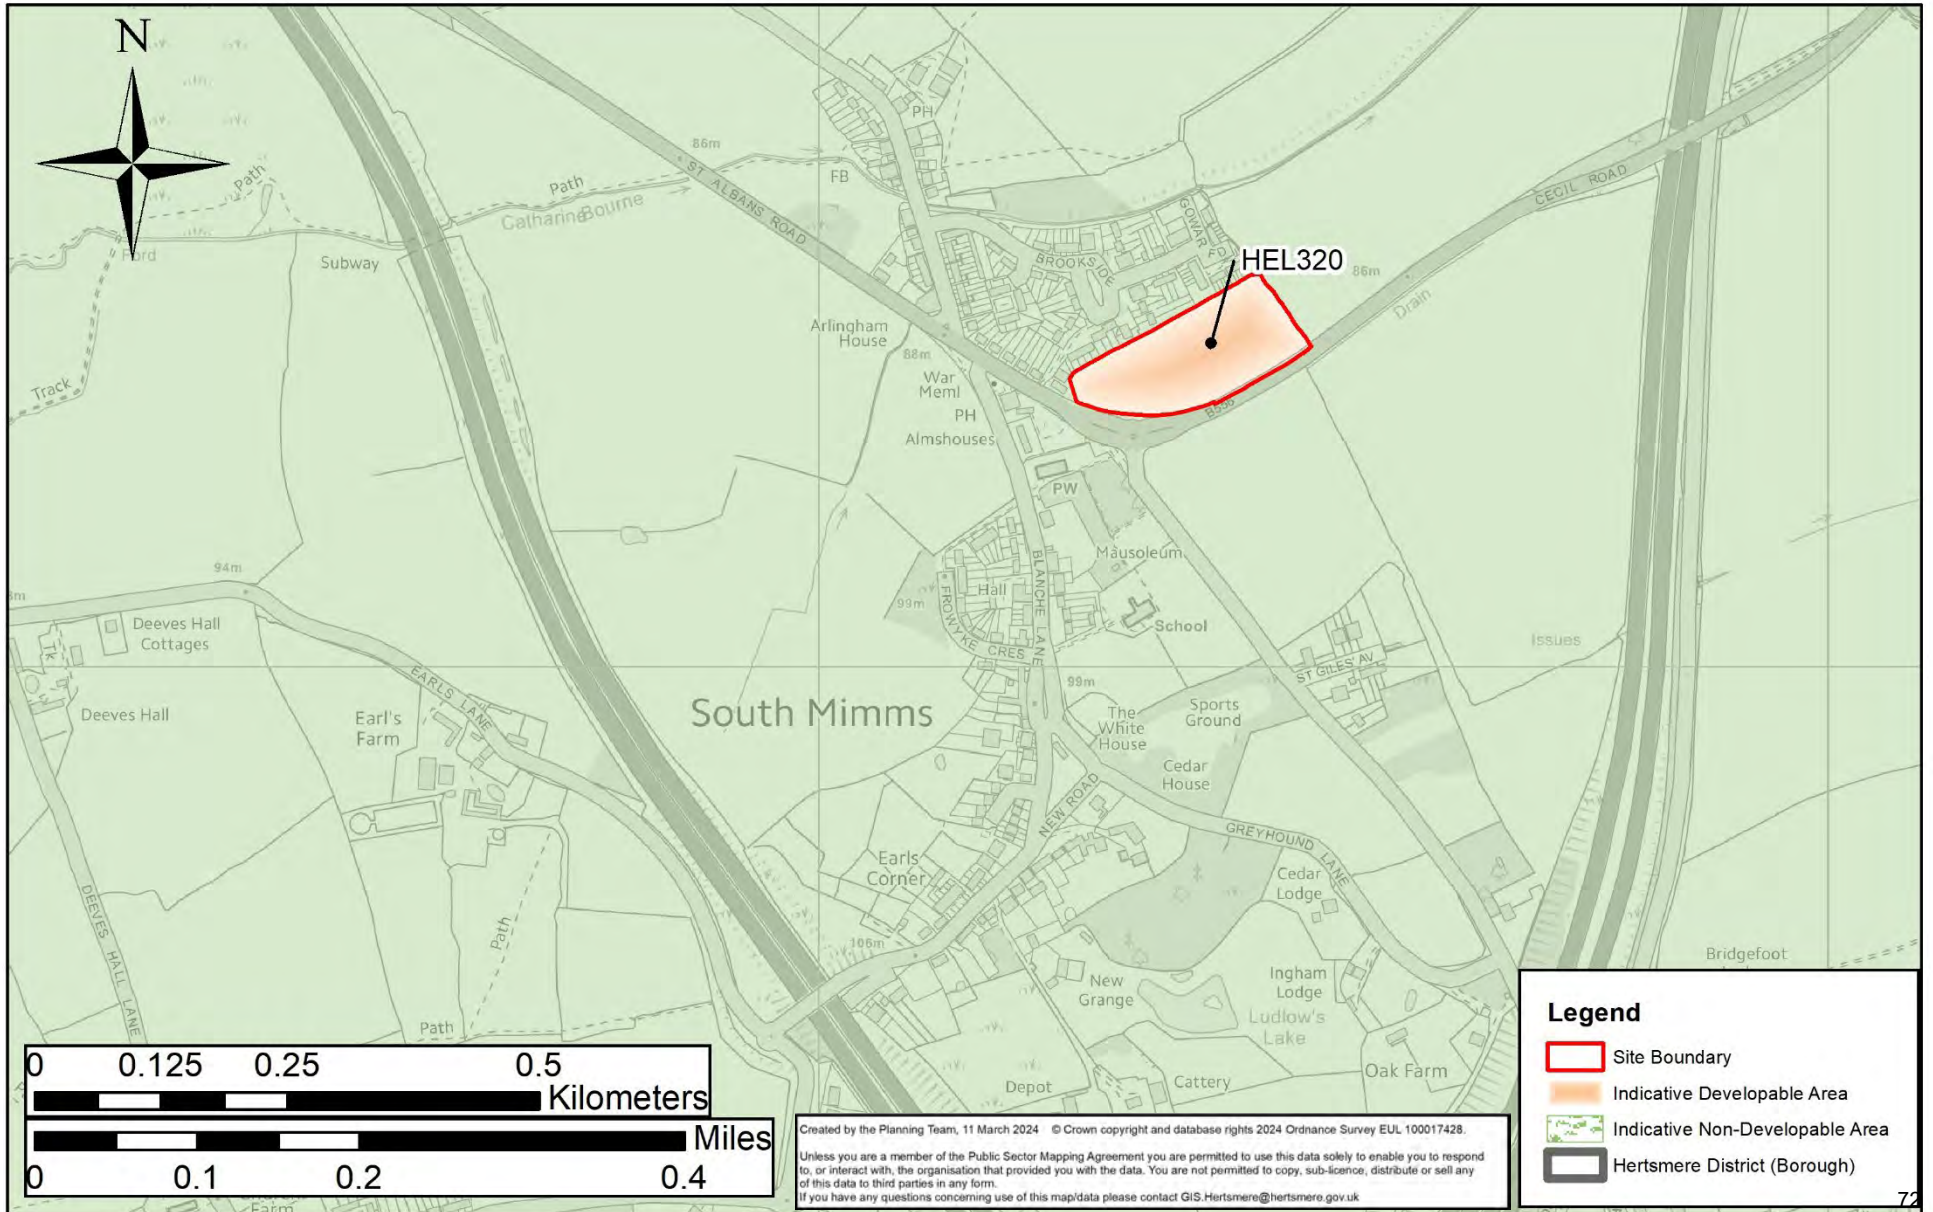 N
PH
86m
ST ALBANS ROAD
Path
Path
FB
Catharine Bourne
Ford
Subway
GOWAR
FD
BROOKSIDE
HEL320
86m
CECIL ROAD
Drain
Arlingham
House
88m
War
Meml
PH
Almshouses
B556
Track
PW
Mausoleum
BLANCHE LANE
Hall
99m
FROWYKE CRES
School
94m
Deeves Hall
Cottages
Tk
Issues
ST GILES' AV
99m
EARLS LANE
Deeves Hall
Earl's
Farm
South Mimms
The
White
House
Sports
Ground
Cedar
House
NEW ROAD
GREYHOUND LANE
Earls
Corner
Cedar
Lodge
DEEVES HALL LANE
Path
106m
New
Grange
Ingham
Lodge
Ludlow's
Lake
Bridgefoot
Path
Depot
Cattery
Oak Farm
Farm
0 0.125 0.25 0.5
Kilometers
Miles
0 0.1 0.2 0.4
Created by the Planning Team, 11 March 2024 © Crown copyright and database rights 2024 Ordnance Survey EUL 100017428.
Unless you are a member of the Public Sector Mapping Agreement you are permitted to use this data solely to enable you to respond
to, or interact with, the organisation that provided you with the data. You are not permitted to copy, sub-licence, distribute or sell any
of this data to third parties in any form.
If you have any questions concerning use of this map/data please contact GIS.Hertsmere@hertsmere.gov.uk
Legend
Site Boundary
Indicative Developable Area
Indicative Non-Developable Area
Hertsmere District (Borough)
72